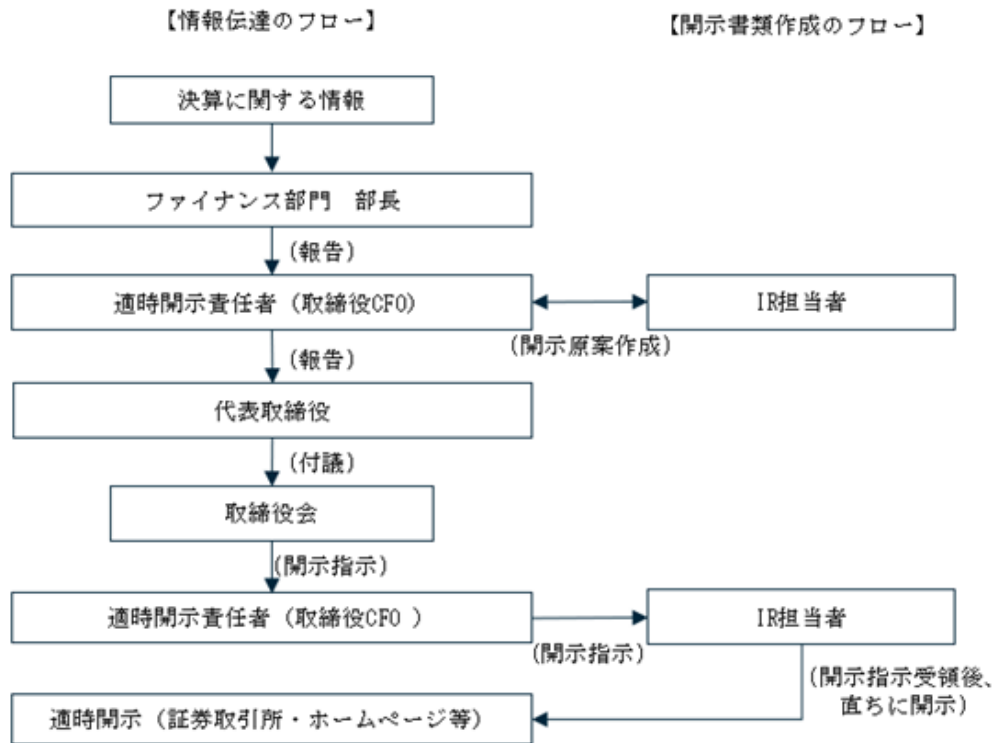 【情報伝達のフロー】
【開示書類作成のフロー】
決算に関する情報
ファイナンス部門　部長
(報告)
適時開示責任者（取締役CFO）
IR担当者
(開示原案作成)
(報告)
代表取締役
(付議)
取締役会
(開示指示)
適時開示責任者（取締役CFO ）
IR担当者
(開示指示)
(開示指示受領後、
直ちに開示)
適時開示（証券取引所・ホームページ等）